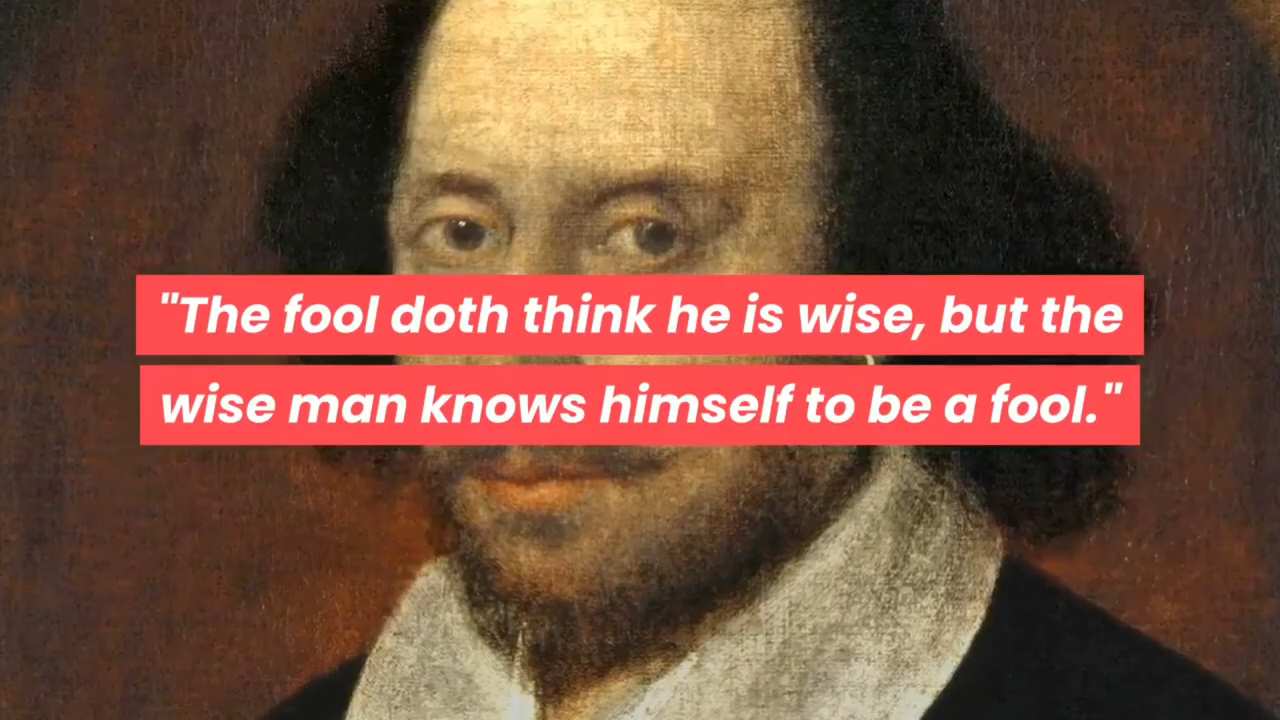 "The fool doth think he is wise, but the
wise man knows himself to be a fool."